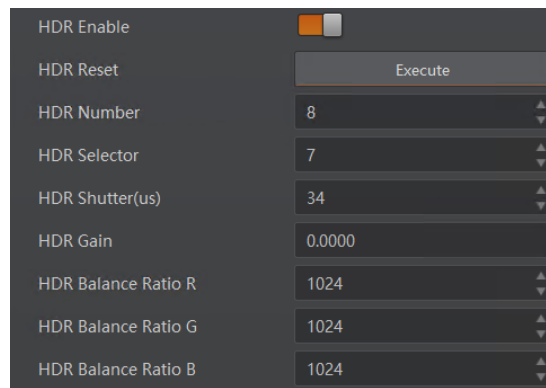 HDR Enable
HDR Reset Execute
HDR Number 8
HDR Selector 7
HDR Shutter(us) 34
HDR Gain 0.0000
HDR Balance Ratio R 1024
HDR Balance Ratio G 1024
HDR Balance Ratio B 1024